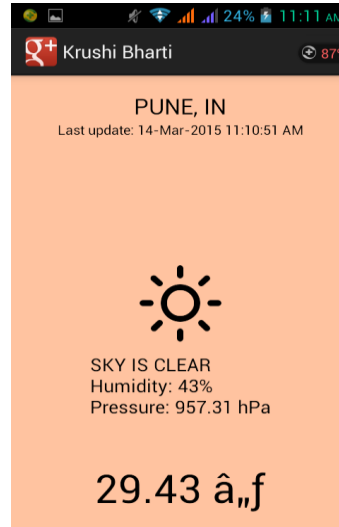 24% 11:11 AM
g+ Krushi Bharti 87°
PUNE, IN
Last update: 14-Mar-2015 11:10:51 AM
SKY IS CLEAR
Humidity: 43%
Pressure: 957.31 hPa
29.43 â„ƒ